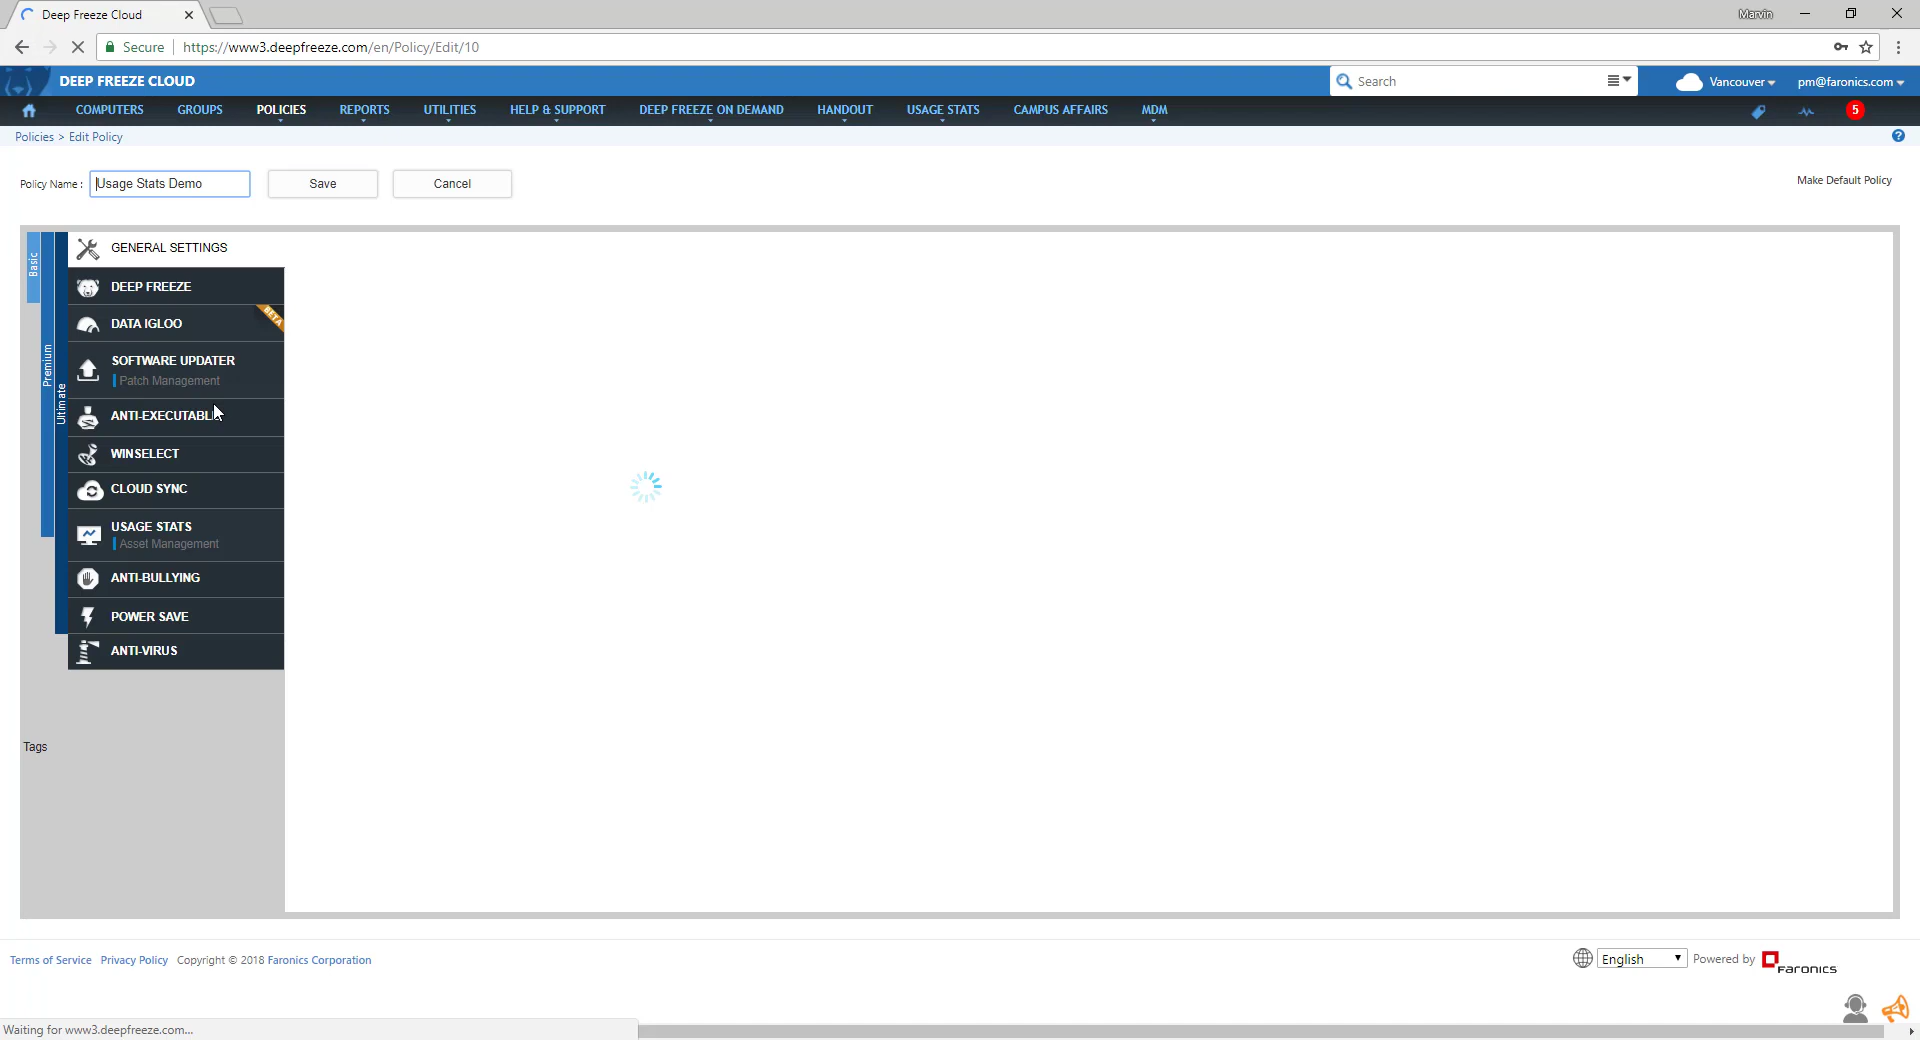 Deep Freeze Cloud
Marvin
Secure https://www3.deepfreeze.com/en/Policy/Edit/10
DEEP FREEZE CLOUD
Search
Vancouver
pm@faronics.com
COMPUTERS GROUPS POLICIES REPORTS UTILITIES HELP & SUPPORT DEEP FREEZE ON DEMAND HANDOUT USAGE STATS CAMPUS AFFAIRS MDM
5
Policies > Edit Policy
?
Policy Name : Usage Stats Demo Save Cancel
Make Default Policy
Basic
Premium
Ultimate
GENERAL SETTINGS
DEEP FREEZE
DATA IGLOO
BETA
SOFTWARE UPDATER
Patch Management
ANTI-EXECUTABL
WINSELECT
CLOUD SYNC
USAGE STATS
Asset Management
ANTI-BULLYING
POWER SAVE
ANTI-VIRUS
Tags
Terms of Service Privacy Policy Copyright © 2018 Faronics Corporation
English
Powered by Faronics
Waiting for www3.deepfreeze.com...